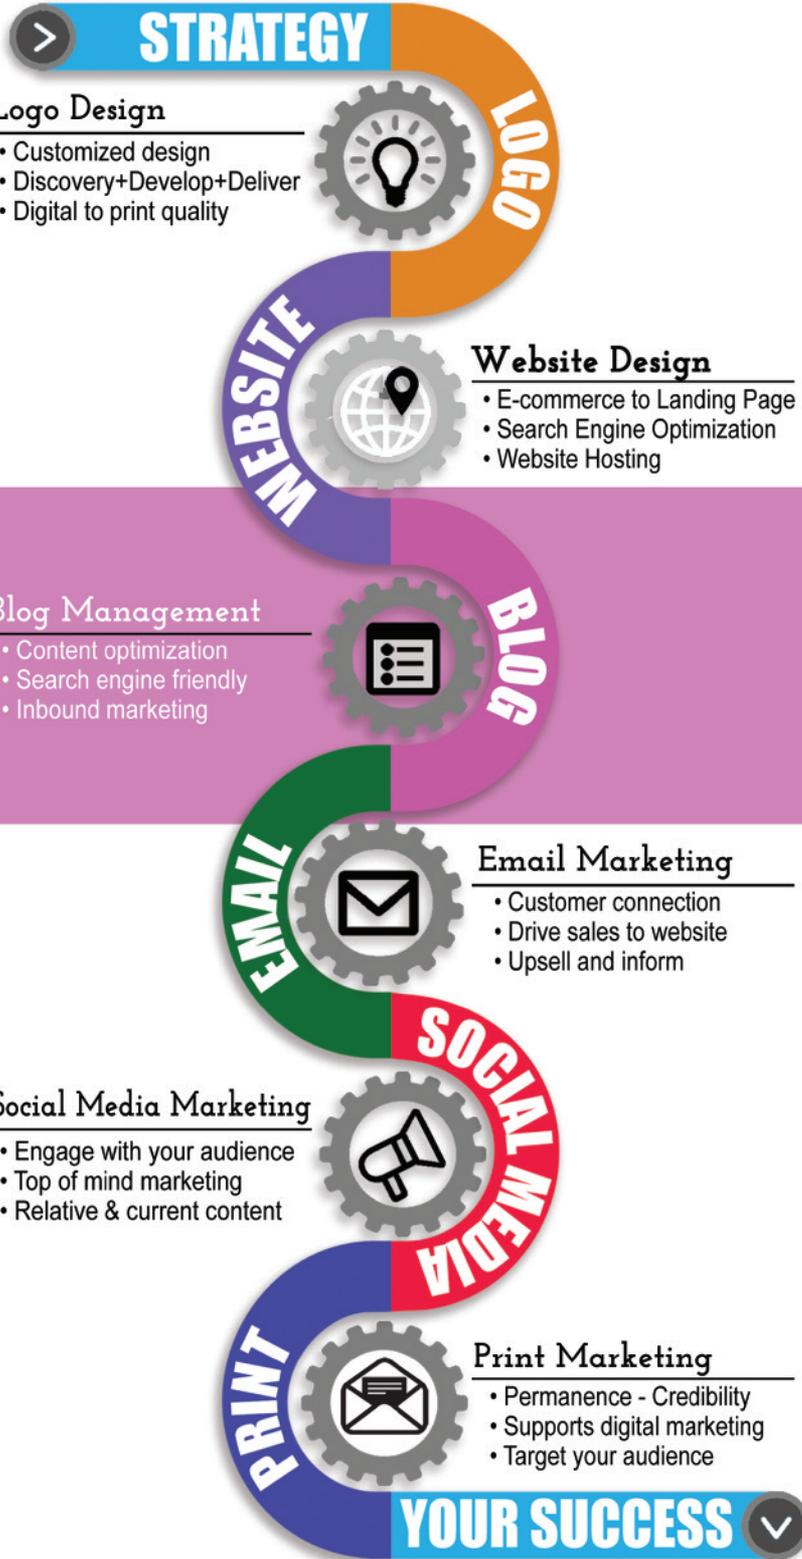 STRATEGY
LOGO
Logo Design
• Customized design
• Discovery+Develop+Deliver
• Digital to print quality
WEBSITE
Website Design
• E-commerce to Landing Page
• Search Engine Optimization
• Website Hosting
BLOG
Blog Management
• Content optimization
• Search engine friendly
• Inbound marketing
EMAIL
Email Marketing
• Customer connection
• Drive sales to website
• Upsell and inform
SOCIAL MEDIA
Social Media Marketing
• Engage with your audience
• Top of mind marketing
• Relative & current content
PRINT
Print Marketing
• Permanence - Credibility
• Supports digital marketing
• Target your audience
YOUR SUCCESS